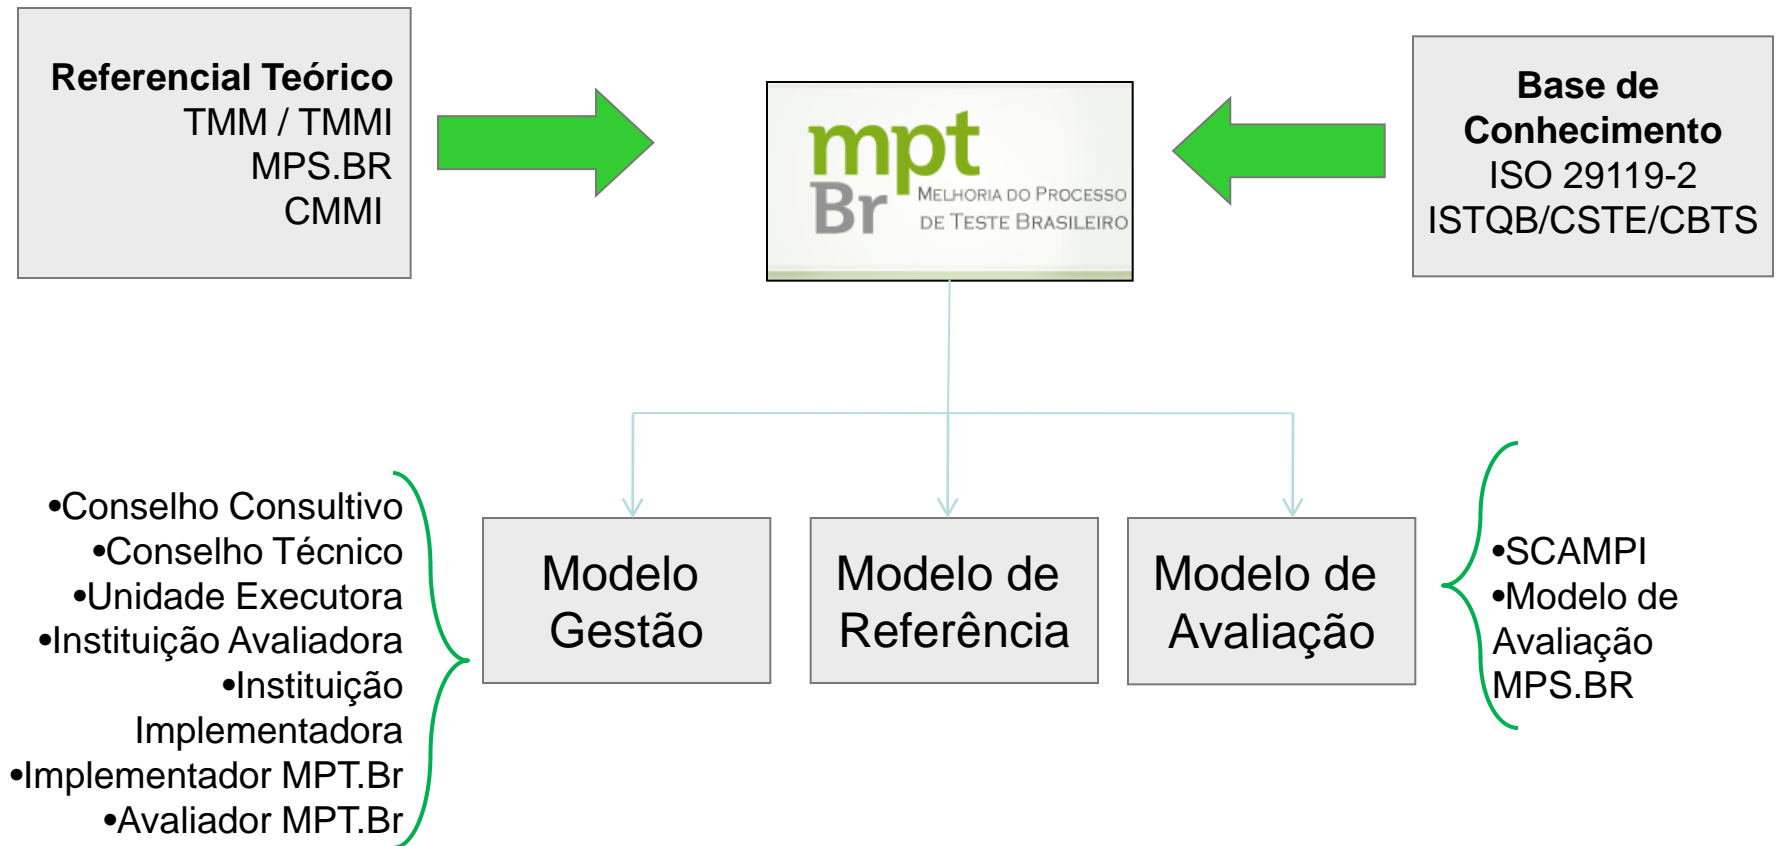 Referencial Teórico
TMM / TMMI
MPS.BR
CMMI
mpt
Br
MELHORIA DO PROCESSO
DE TESTE BRASILEIRO
Base de
Conhecimento
ISO 29119-2
ISTQB/CSTE/CBTS
•Conselho Consultivo
•Conselho Técnico
•Unidade Executora
•Instituição Avaliadora
•Instituição
Implementadora
•Implementador MPT.Br
•Avaliador MPT.Br
Modelo
Gestão
Modelo de
Referência
Modelo de
Avaliação
•SCAMPI
•Modelo de
Avaliação
MPS.BR